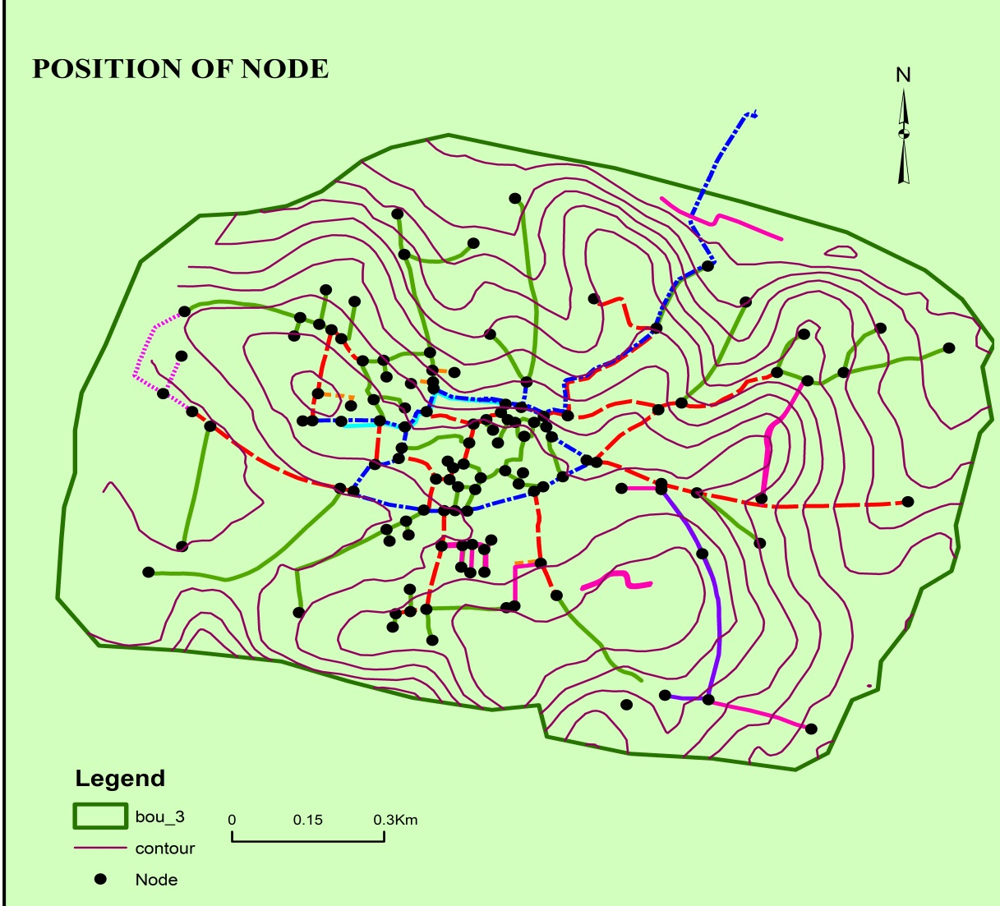 POSITION OF NODE
N
Legend
bou_3
contour
Node
0 0.15 0.3Km